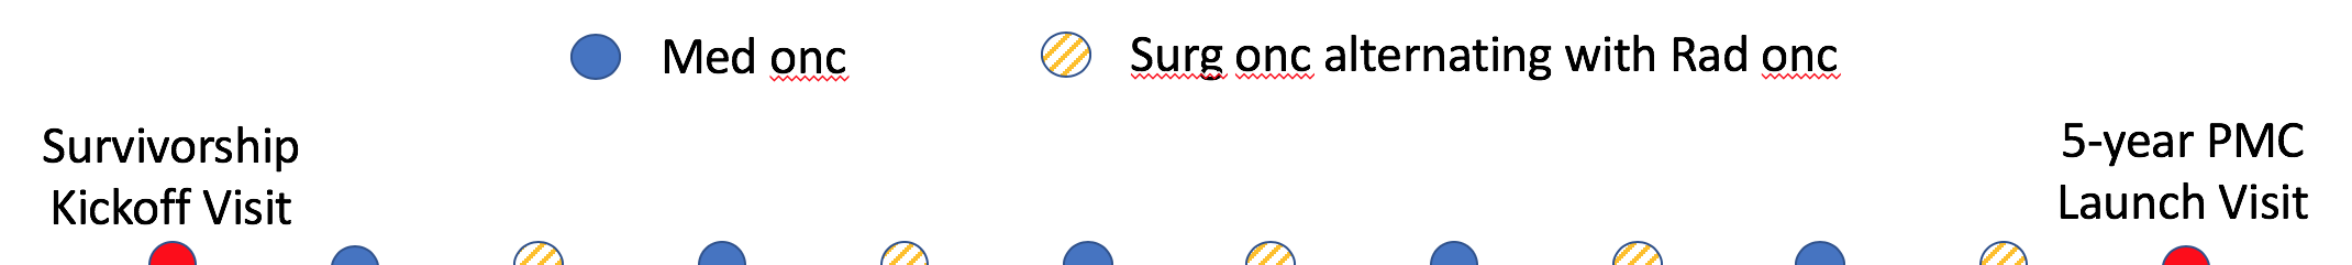 Med onc
Surg onc alternating with Rad onc
Survivorship
Kickoff Visit
5-year PMC
Launch Visit